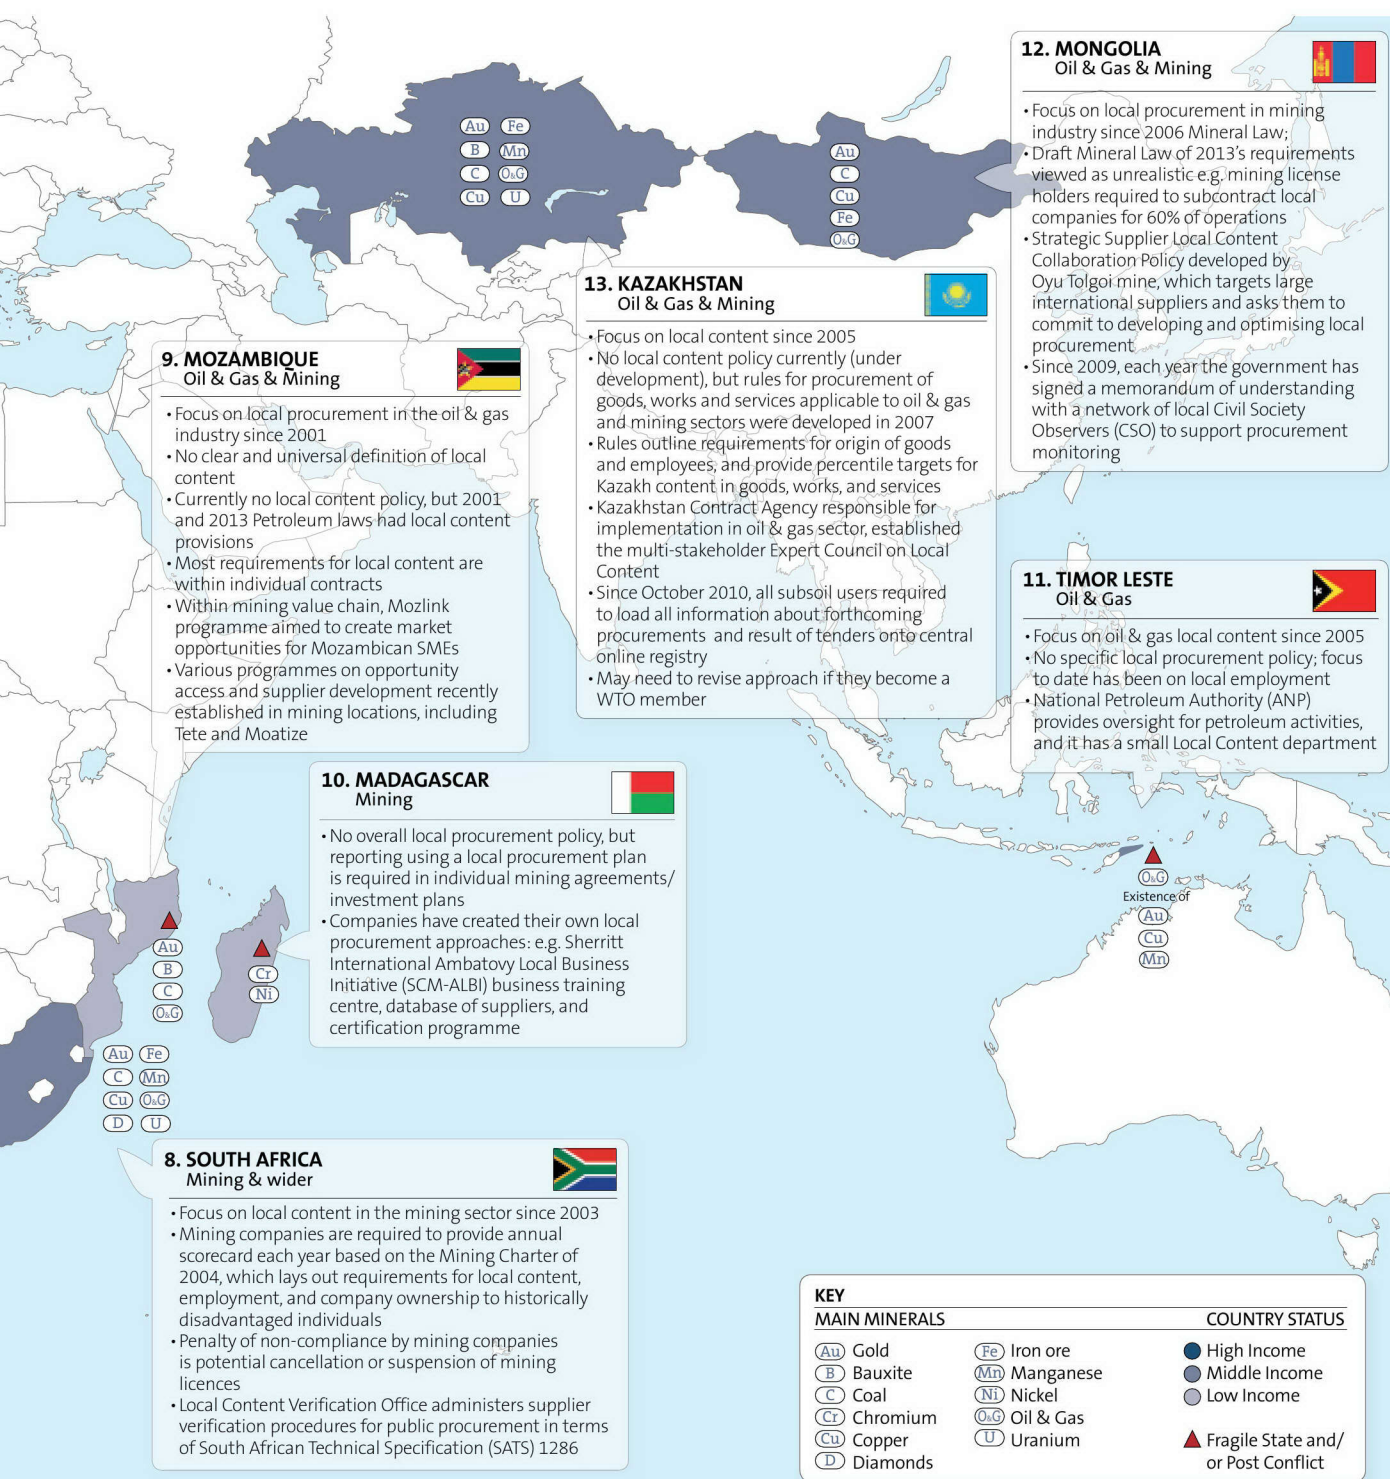 12. MONGOLIA
Oil & Gas & Mining
• Focus on local procurement in mining
industry since 2006 Mineral Law;
• Draft Mineral Law of 2013's requirements
viewed as unrealistic e.g. mining license
holders required to subcontract local
companies for 60% of operations
• Strategic Supplier Local Content
Collaboration Policy developed by
Oyu Tolgoi mine, which targets large
international suppliers and asks them to
commit to developing and optimising local
procurement
• Since 2009, each year the government has
signed a memorandum of understanding
with a network of local Civil Society
Observers (CSO) to support procurement
monitoring
Au Fe
B Mn
C O&G
Cu U
Au
C
Cu
Fe
O&G
13. KAZAKHSTAN
Oil & Gas & Mining
• Focus on local content since 2005
• No local content policy currently (under
development), but rules for procurement of
goods, works and services applicable to oil & gas
and mining sectors were developed in 2007
• Rules outline requirements for origin of goods
and employees, and provide percentile targets for
Kazakh content in goods, works, and services
• Kazakhstan Contract Agency responsible for
implementation in oil & gas sector, established
the multi-stakeholder Expert Council on Local
Content
• Since October 2010, all subsoil users required
to load all information about forthcoming
procurements and result of tenders onto central
online registry
• May need to revise approach if they become a
WTO member
9. MOZAMBIQUE
Oil & Gas & Mining
• Focus on local procurement in the oil & gas
industry since 2001
• No clear and universal definition of local
content
• Currently no local content policy, but 2001
and 2013 Petroleum laws had local content
provisions
• Most requirements for local content are
within individual contracts
• Within mining value chain, Mozlink
programme aimed to create market
opportunities for Mozambican SMEs
• Various programmes on opportunity
access and supplier development recently
established in mining locations, including
Tete and Moatize
11. TIMOR LESTE
Oil & Gas
• Focus on oil & gas local content since 2005
• No specific local procurement policy; focus
to date has been on local employment
• National Petroleum Authority (ANP)
provides oversight for petroleum activities,
and it has a small Local Content department
10. MADAGASCAR
Mining
• No overall local procurement policy, but
reporting using a local procurement plan
is required in individual mining agreements/
investment plans
• Companies have created their own local
procurement approaches: e.g. Sherritt
International Ambatovy Local Business
Initiative (SCM-ALBI) business training
centre, database of suppliers, and
certification programme
O&G
Existence of
Au
Cu
Mn
Au
B
C
O&G
Cr
Ni
Au Fe
C Mn
Cu O&G
D U
8. SOUTH AFRICA
Mining & wider
• Focus on local content in the mining sector since 2003
• Mining companies are required to provide annual
scorecard each year based on the Mining Charter of
2004, which lays out requirements for local content,
employment, and company ownership to historically
disadvantaged individuals
• Penalty of non-compliance by mining companies
is potential cancellation or suspension of mining
licences
• Local Content Verification Office administers supplier
verification procedures for public procurement in terms
of South African Technical Specification (SATS) 1286
KEY
MAIN MINERALS
Au Gold
B Bauxite
C Coal
Cr Chromium
Cu Copper
D Diamonds
Fe Iron ore
Mn Manganese
Ni Nickel
O&G Oil & Gas
U Uranium
COUNTRY STATUS
High Income
Middle Income
Low Income
Fragile State and/
or Post Conflict